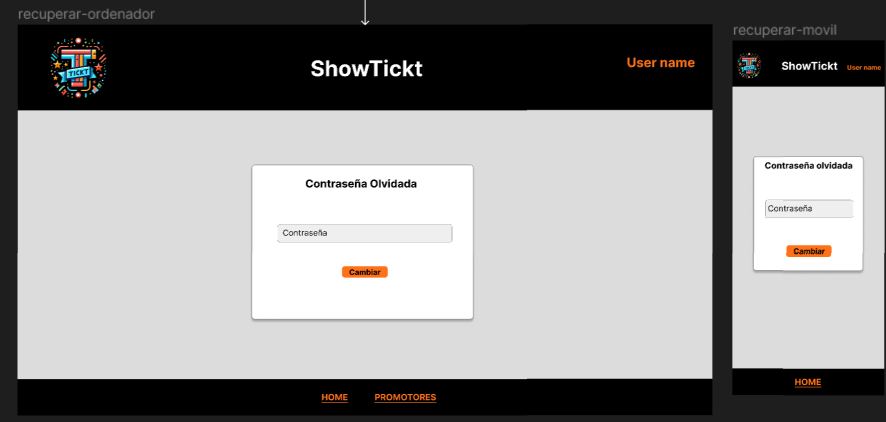 recuperar-ordenador
TICKT
ShowTickt
User name
Contraseña Olvidada
Contraseña
Cambiar
HOME PROMOTORES
recuperar-movil
TICKT
ShowTickt User name
Contraseña olvidada
Contraseña
Cambiar
HOME